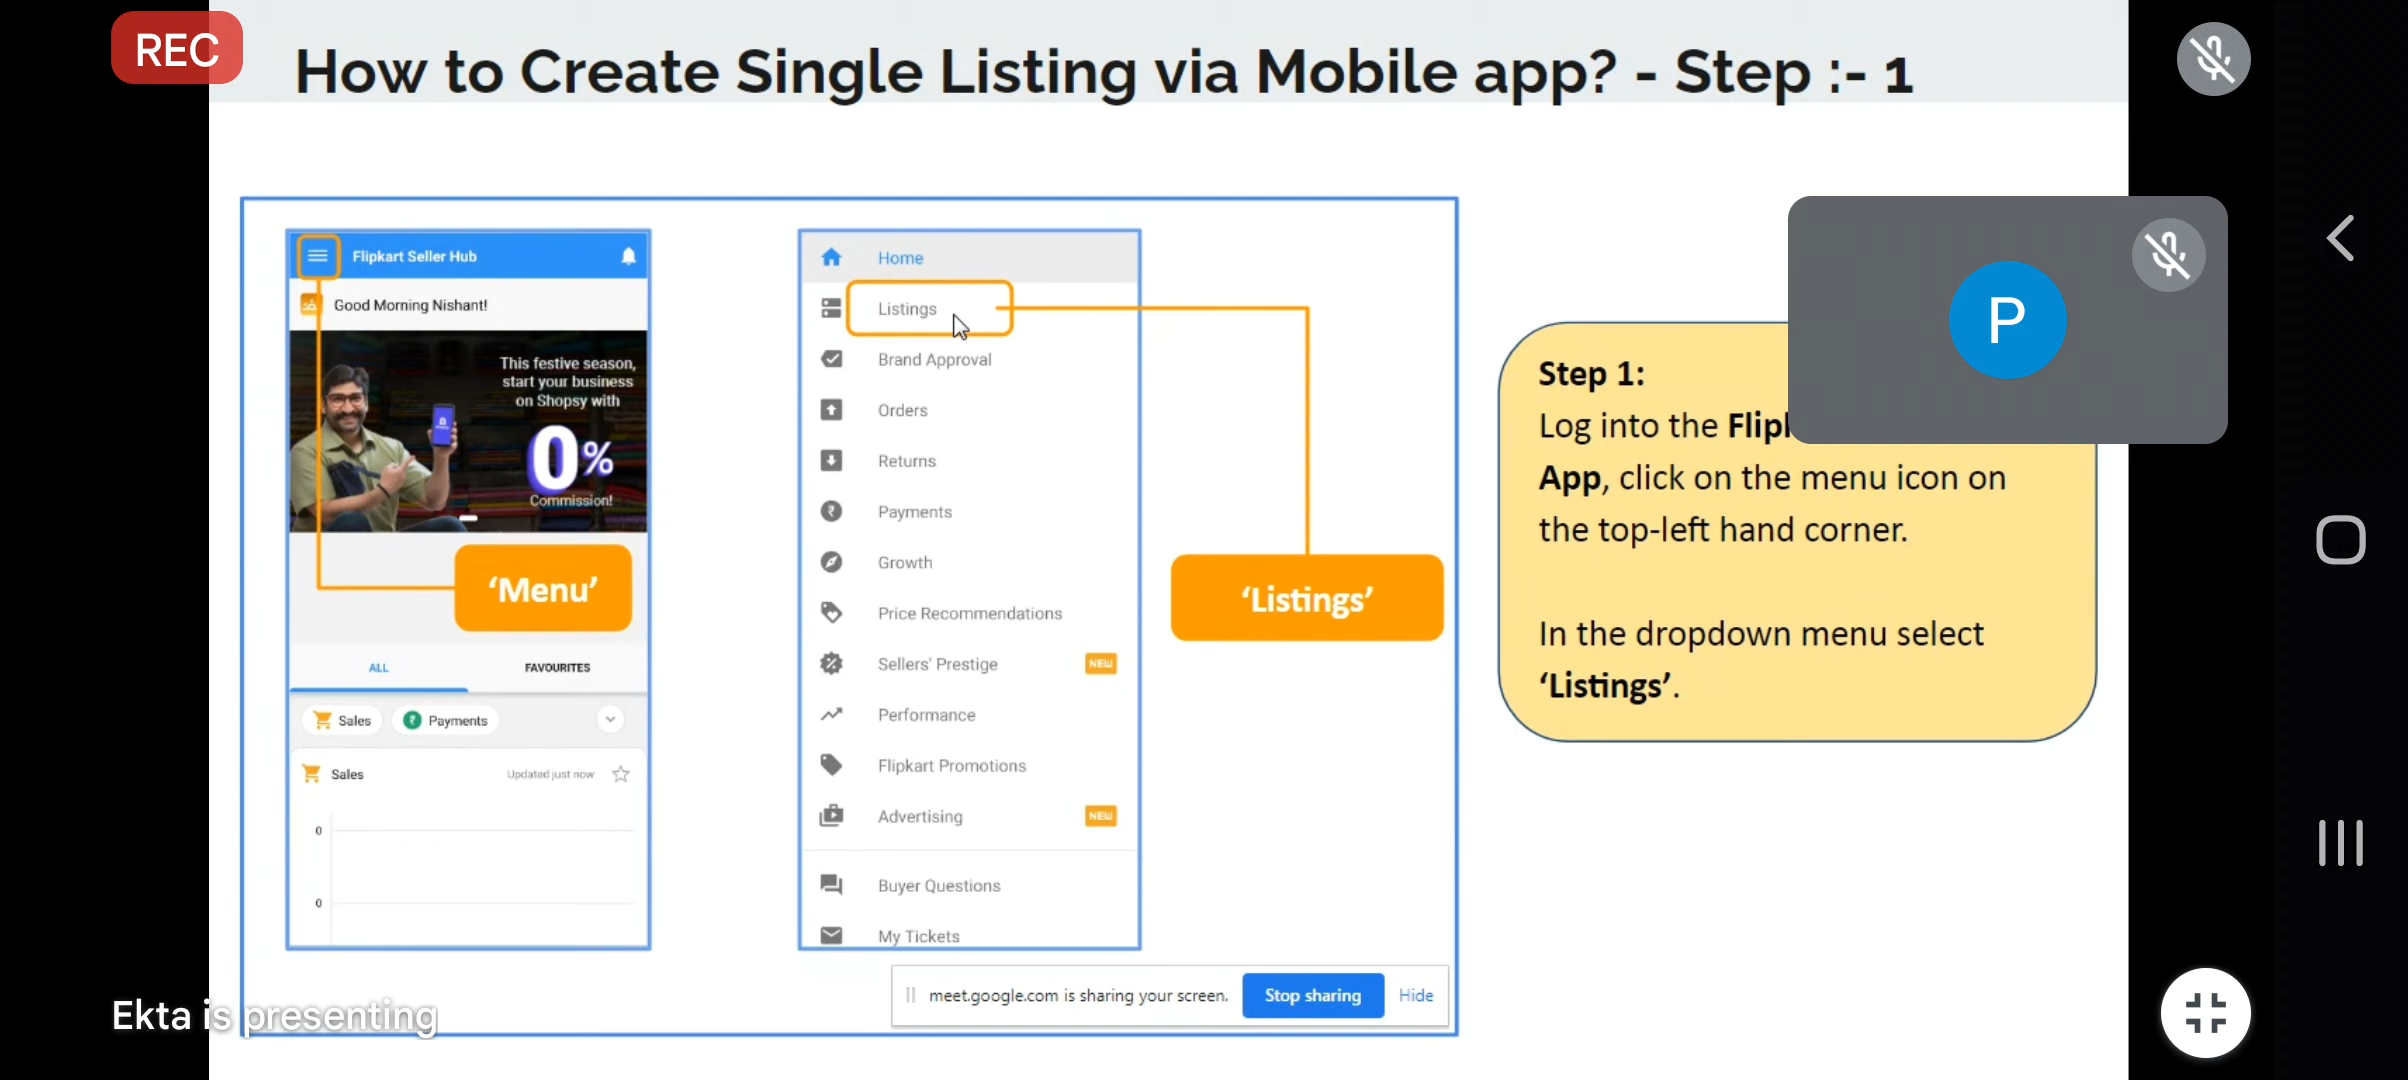 REC
How to Create Single Listing via Mobile app? - Step :- 1
Flipkart Seller Hub
Good Morning Nishant!
This festive season,
start your business
on Shopsy with
0%
Commission!
‘Menu’
ALL FAVOURITES
Sales Payments
Sales Updated just now
0
0
Home
Listings
Brand Approval
Orders
Returns
Payments
Growth
Price Recommendations
Sellers' Prestige NEW
Performance
Flipkart Promotions
Advertising NEW
Buyer Questions
My Tickets
‘Listings’
P
Step 1:
Log into the
App, click on the menu icon on
the top-left hand corner.
In the dropdown menu select
‘Listings’.
meet.google.com is sharing your screen. Stop sharing Hide
Ekta is presenting